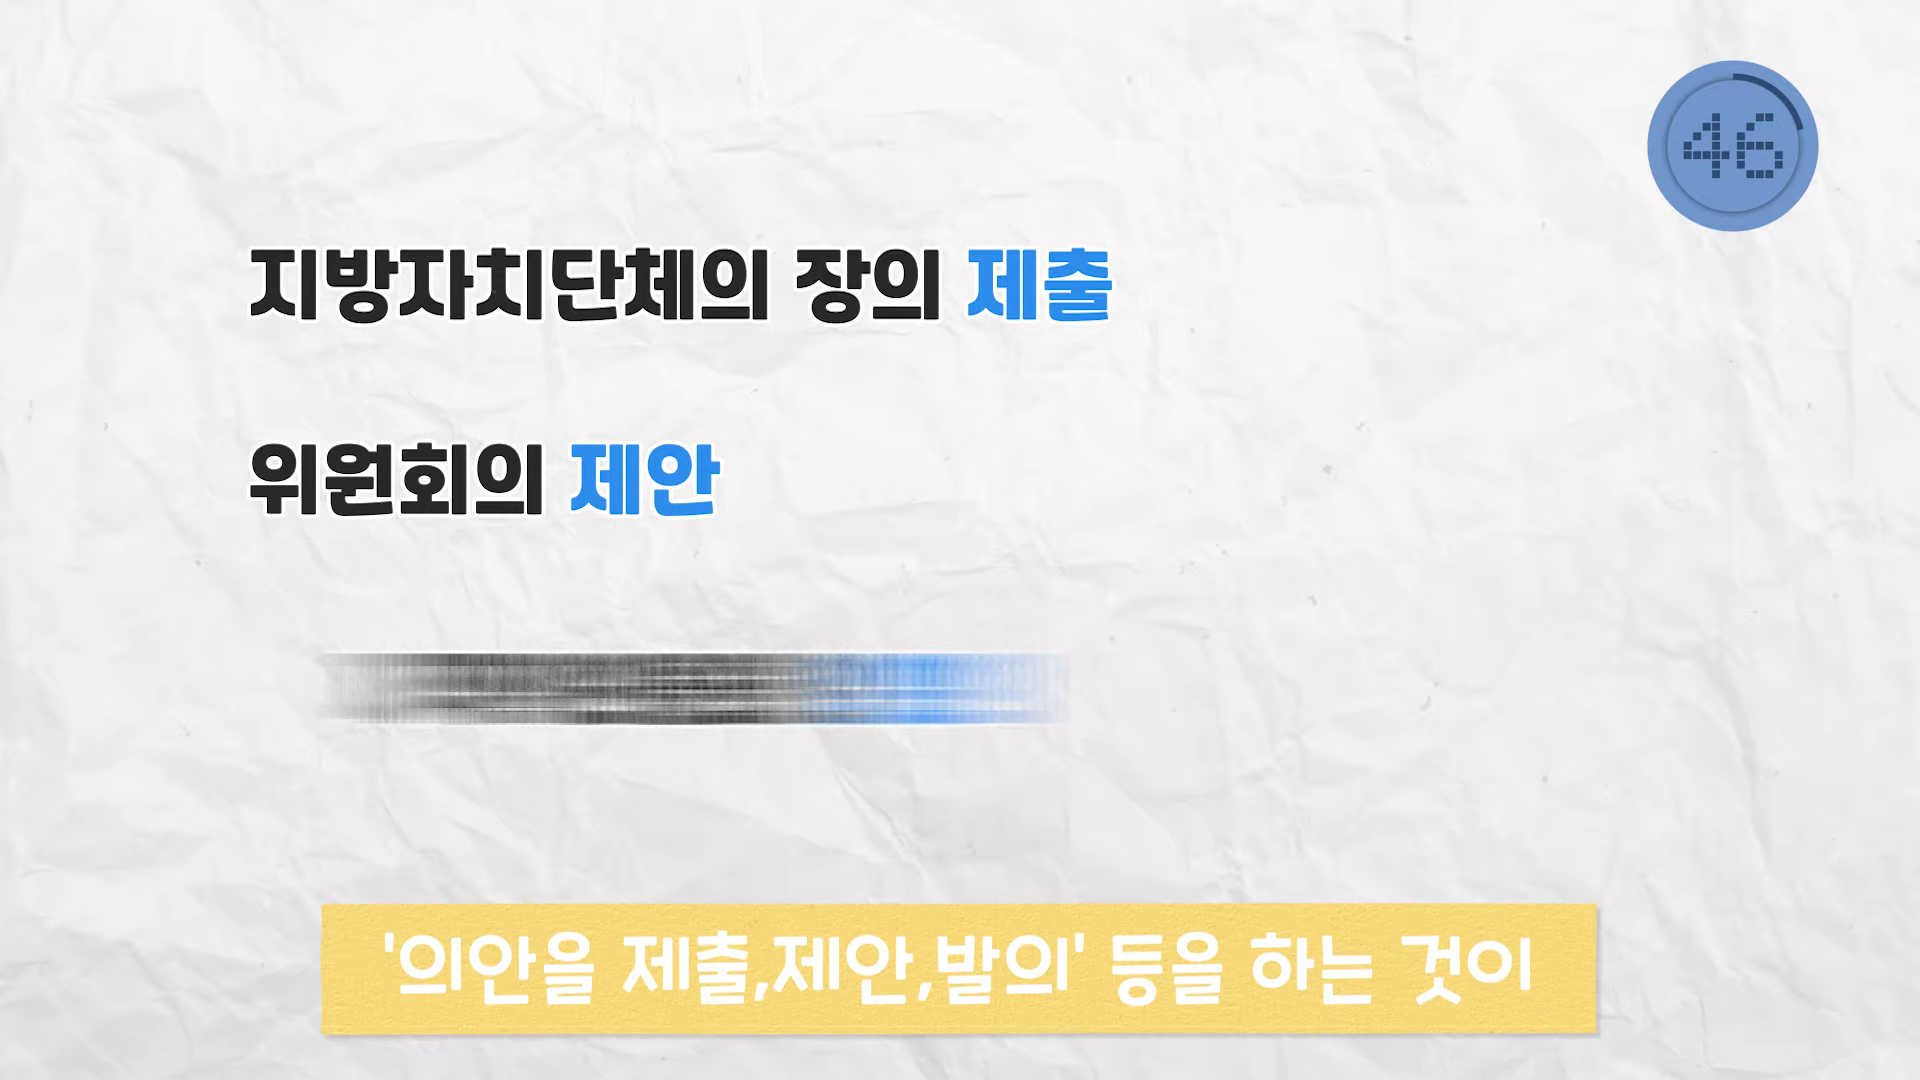 46
지방자치단체의 장의 제출
위원회의 제안
'의안을 제출,제안,발의' 등을 하는 것이